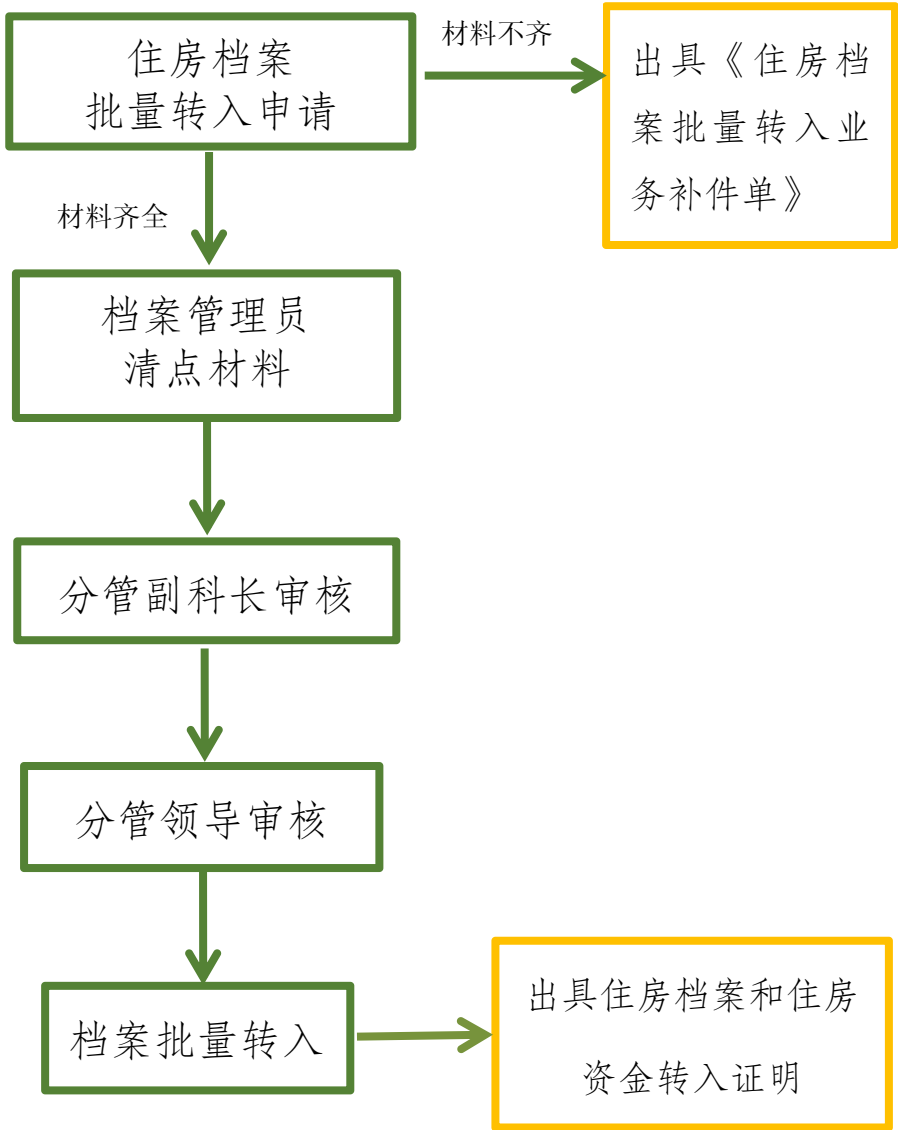 住房档案
批量转入申请
材料不齐
出具《住房档
案批量转入业
务补件单》
材料齐全
档案管理员
清点材料
分管副科长审核
分管领导审核
档案批量转入
出具住房档案和住房
资金转入证明